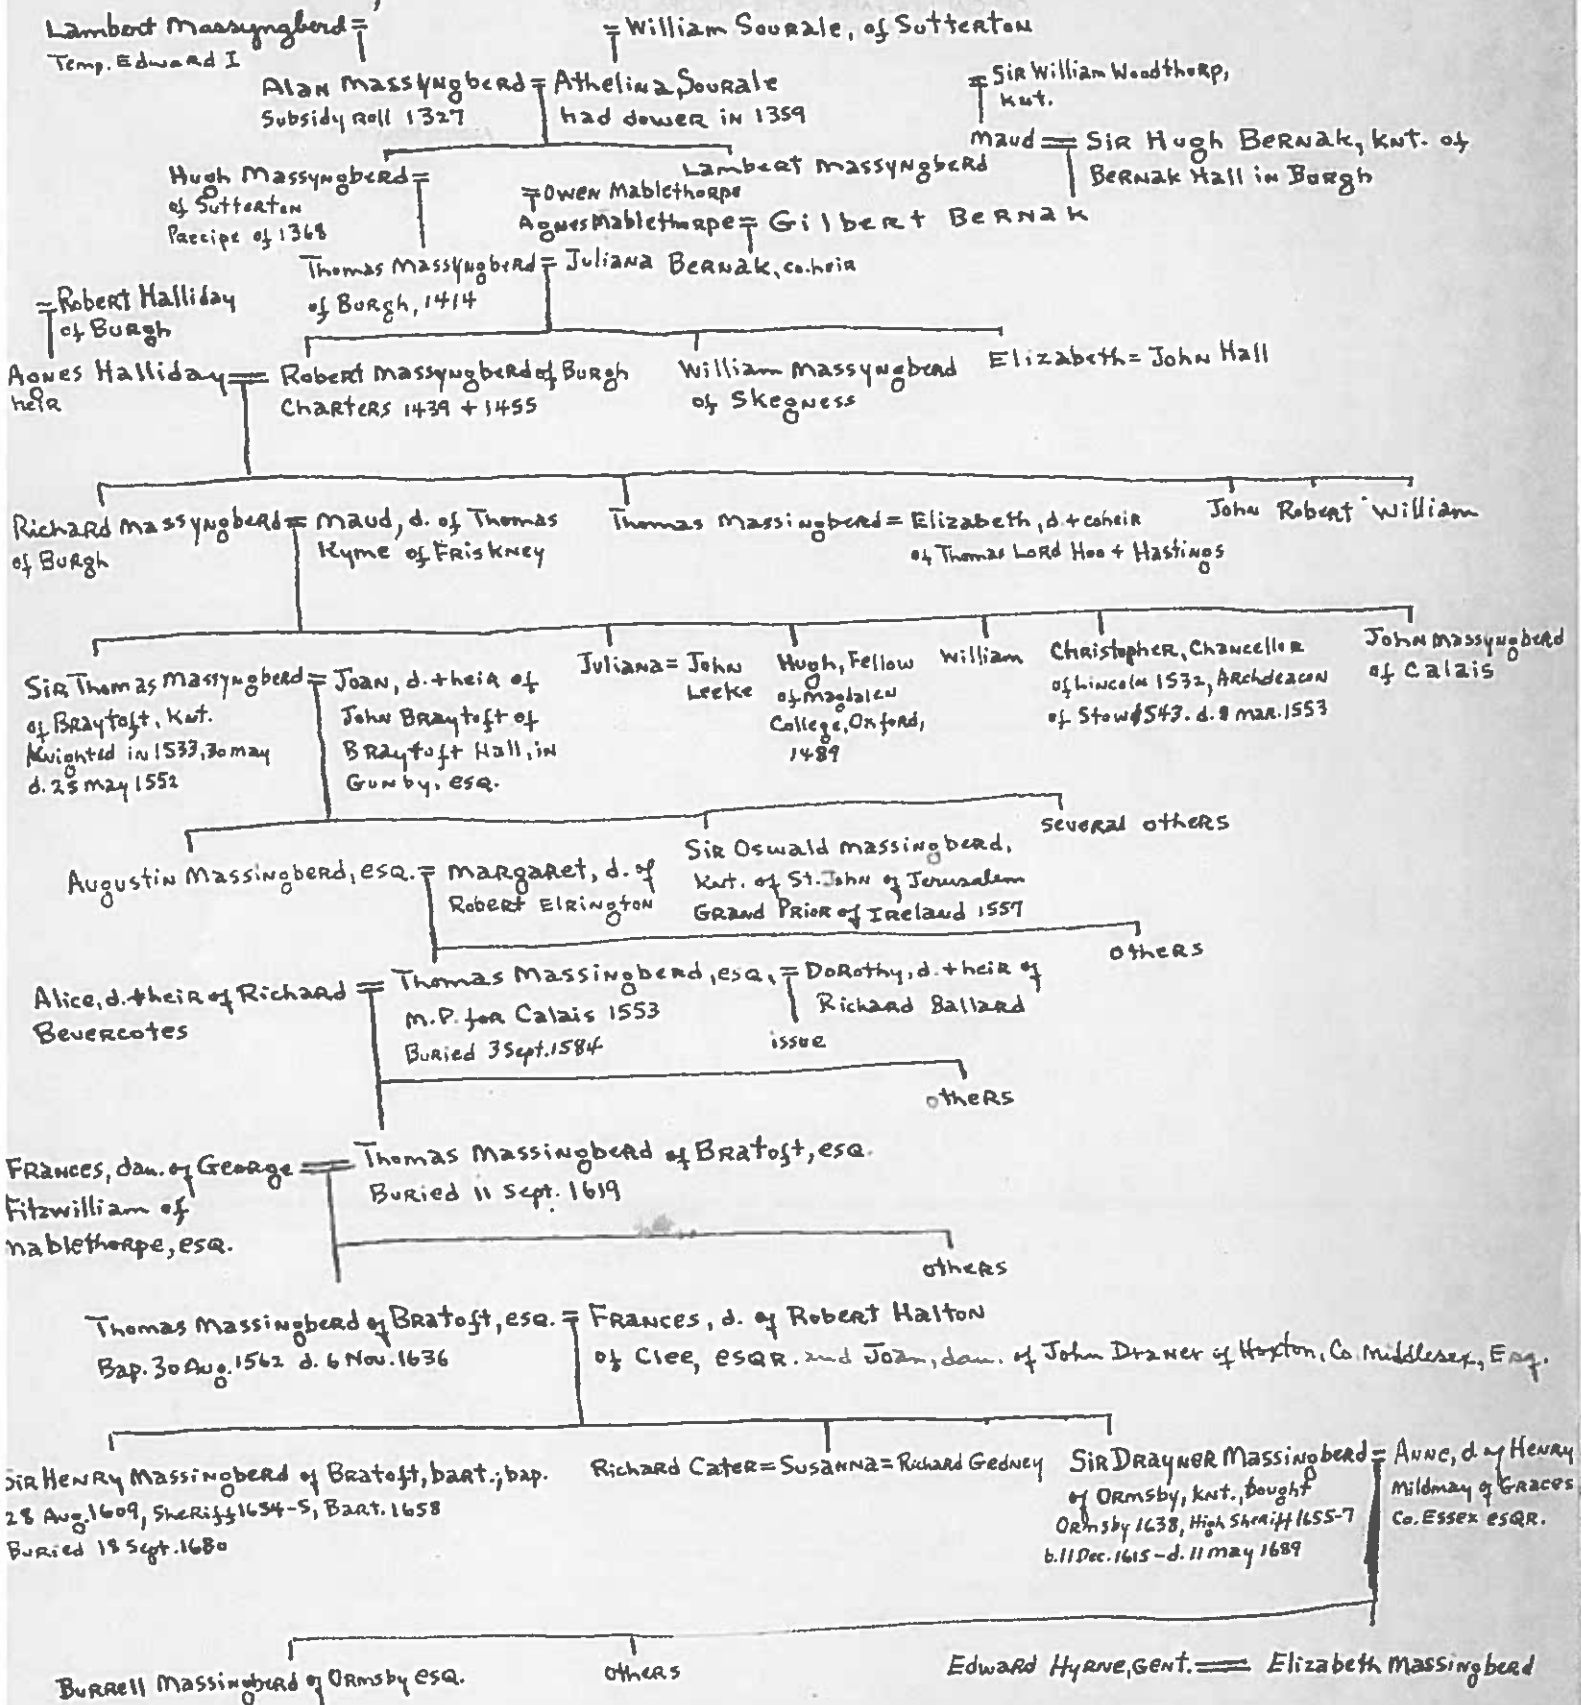 Lambert Massyngberd =
Temp. Edward I
= William Sourale, of Sutterton
Alan Massyngberd = Athelina Sourale
Subsidy Roll 1327
had dower in 1359
= Sir William Woodthorp,
Knt.
Maud = Sir Hugh Bernak, Knt. of
Bernak Hall in Burgh
Hugh Massyngberd =
of Sutterton
Precipe of 1368
Lambert Massyngberd
= Owen Mablethorpe
Agnes Mablethorpe = Gilbert Bernak
Thomas Massyngberd = Juliana Bernak, co.heir
of Burgh, 1414
= Robert Halliday
of Burgh
Agnes Halliday = Robert Massyngberd of Burgh
heir
Charters 1439 + 1455
William Massyngberd
of Skegness
Elizabeth = John Hall
Richard Massyngberd = Maud, d. of Thomas
of Burgh
Kyme of Friskney
Thomas Massingberd = Elizabeth, d. + coheir
of Thomas Lord Hoo + Hastings
John Robert William
Sir Thomas Massyngberd = Joan, d. + heir of
of Braytoft, Knt.
John Braytoft of
Knighted in 1533, 30 May
Braytoft Hall, in
d. 25 May 1552
Gunby, esq.
Juliana = John
Leeke
Hugh, Fellow
of Magdalen
College, Oxford,
1489
William
Christopher, Chancellor
of Lincoln 1532, Archdeacon
of Stow 1543. d. 8 Mar. 1553
John Massyngberd
of Calais
Augustin Massingberd, esq. = Margaret, d. of
Robert Elrington
Sir Oswald Massingberd,
Knt. of St. John of Jerusalem
Grand Prior of Ireland 1557
several others
Alice, d. + heir of Richard = Thomas Massingberd, esq., = Dorothy, d. + heir of
Bevercotes
M.P. for Calais 1553
Richard Ballard
Buried 3 Sept. 1584
issue
others
others
Frances, dau. of George = Thomas Massingberd of Bratoft, esq.
Fitzwilliam of
Buried 11 Sept. 1619
Mablethorpe, esq.
others
Thomas Massingberd of Bratoft, esq. = Frances, d. of Robert Halton
Bap. 30 Aug. 1562 d. 6 Nov. 1636
of Clee, esqr. and Joan, dau. of John Draner of Hoxton, Co. Middlesex, Esq.
Sir Henry Massingberd of Bratoft, bart.; bap.
28 Aug. 1609, Sheriff 1634-5, Bart. 1658
Buried 18 Sept. 1680
Richard Cater = Susanna = Richard Gedney
Sir Drayner Massingberd = Anne, d. of Henry
of Ormsby, Knt., bought
Mildmay of Graces
Ormsby 1638, High Sheriff 1655-7
Co. Essex esqr.
b. 11 Dec. 1615 - d. 11 May 1689
Burrell Massingberd of Ormsby esq.
others
Edward Hyrne, Gent. = Elizabeth Massingberd